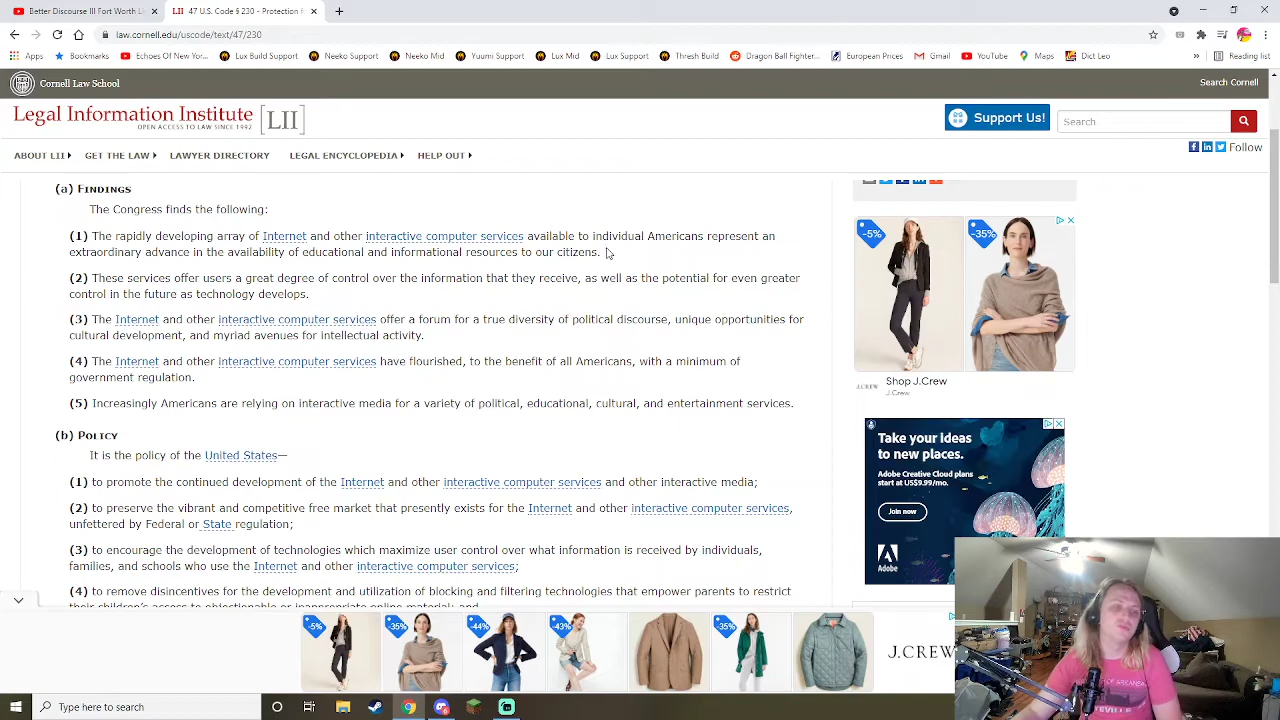 Better Discourse III Fort Worth Li
47 U.S. Code § 230 - Protection f
law.cornell.edu/uscode/text/47/230
Apps
Bookmarks
Echoes Of New Yor...
Lux Build Support
Neeko Support
Neeko Mid
Yuumi Support
Lux Mid
Lux Support
Thresh Build
Dragon Ball Fighter...
European Prices
Gmail
YouTube
Maps
Dict Leo
»
Reading list
Cornell Law School
Search Cornell
Legal Information Institute [LII]
OPEN ACCESS TO LAW SINCE 1992
Support Us!
Search
ABOUT LII
GET THE LAW
LAWYER DIRECTORY
LEGAL ENCYCLOPEDIA
HELP OUT
Follow
(a) FINDINGS
The Congress finds the following:
(1) The rapidly developing array of Internet and other interactive computer services available to individual Americans represent an
extraordinary advance in the availability of educational and informational resources to our citizens.
(2) These services offer users a great degree of control over the information that they receive, as well as the potential for even greater
control in the future as technology develops.
(3) The Internet and other interactive computer services offer a forum for a true diversity of political discourse, unique opportunities for
cultural development, and myriad avenues for intellectual activity.
(4) The Internet and other interactive computer services have flourished, to the benefit of all Americans, with a minimum of
government regulation.
(5) Increasingly Americans are relying on interactive media for a variety of political, educational, cultural, and entertainment services.
(b) POLICY
It is the policy of the United States—
(1) to promote the continued development of the Internet and other interactive computer services and other interactive media;
(2) to preserve the vibrant and competitive free market that presently exists for the Internet and other interactive computer services,
unfettered by Federal or State regulation;
(3) to encourage the development of technologies which maximize user control over what information is received by individuals,
families, and schools who use the Internet and other interactive computer services;
(4) to remove disincentives for the development and utilization of blocking and filtering technologies that empower parents to restrict
their children's access to objectionable or inappropriate online material; and
-5%
-35%
J.CREW
Shop J.Crew
J.Crew
Take your ideas
to new places.
Adobe Creative Cloud plans
start at US$9.99/mo.
Join now
Adobe
-5%
-35%
-44%
-43%
-35%
J.CREW
Type here to search